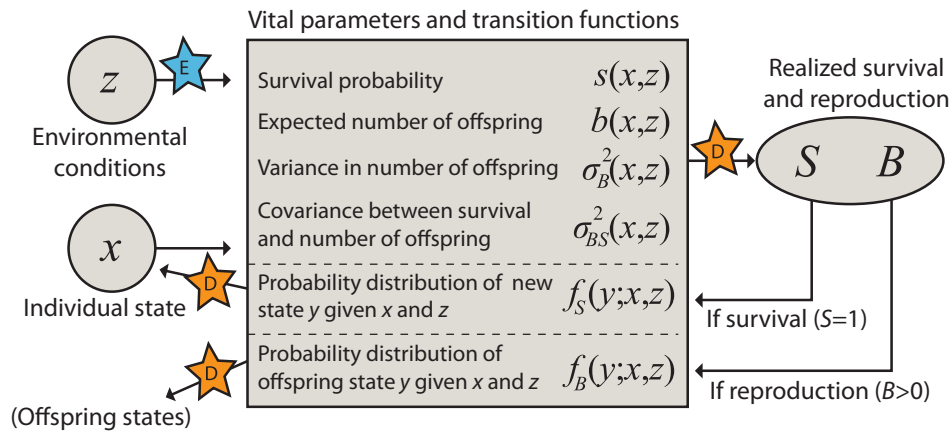 Vital parameters and transition functions
z
E
Environmental
conditions
Survival probability s(x,z)
Expected number of offspring b(x,z)
Variance in number of offspring σ_B^2(x,z)
Covariance between survival
and number of offspring σ_BS^2(x,z)
D
Realized survival
and reproduction
S B
x
D
Individual state
Probability distribution of new
state y given x and z f_S(y;x,z)
If survival (S=1)
Probability distribution of
offspring state y given x and z f_B(y;x,z)
If reproduction (B>0)
D
(Offspring states)